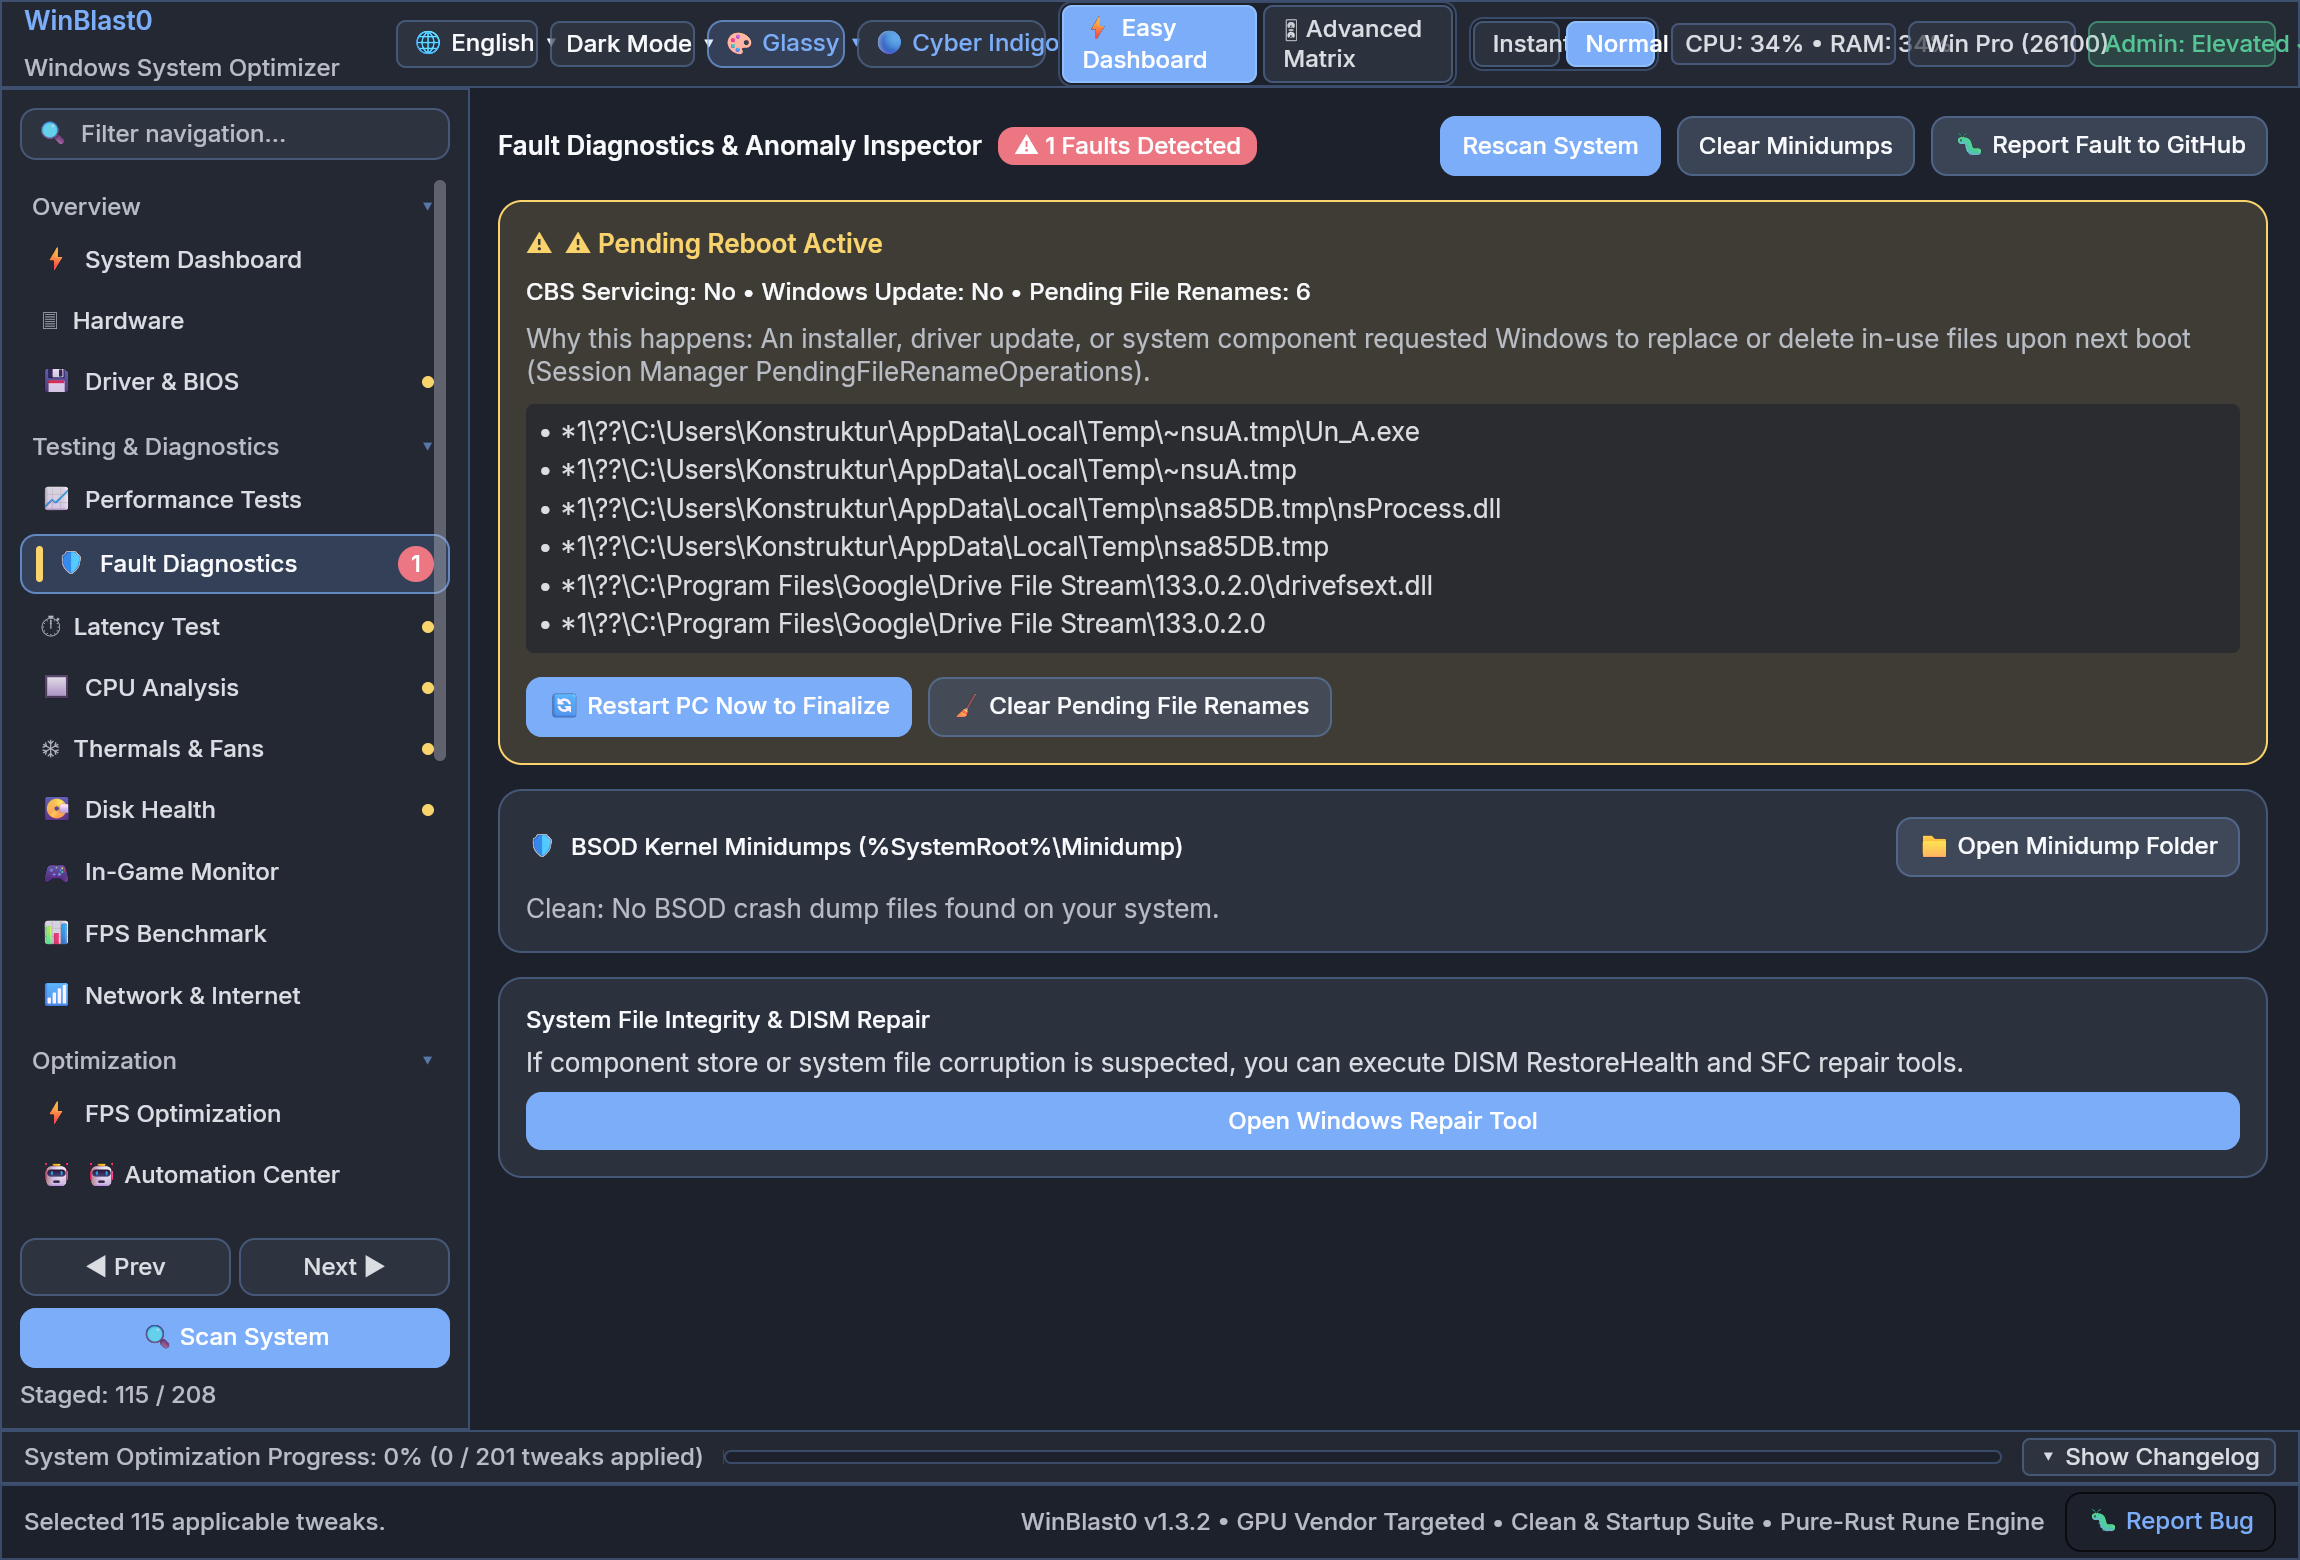 WinBlast0
Windows System Optimizer
English
Dark Mode
Glassy
Cyber Indigo
Easy Dashboard
Advanced Matrix
Instant
Normal
CPU: 34% • RAM: 34%
Win Pro (26100)
Admin: Elevated
Filter navigation...
Overview
System Dashboard
Hardware
Driver & BIOS
Testing & Diagnostics
Performance Tests
Fault Diagnostics 1
Latency Test
CPU Analysis
Thermals & Fans
Disk Health
In-Game Monitor
FPS Benchmark
Network & Internet
Optimization
FPS Optimization
Automation Center
◀ Prev
Next ▶
Scan System
Staged: 115 / 208
Fault Diagnostics & Anomaly Inspector
⚠ 1 Faults Detected
Rescan System
Clear Minidumps
Report Fault to GitHub
⚠ ⚠ Pending Reboot Active
CBS Servicing: No • Windows Update: No • Pending File Renames: 6
Why this happens: An installer, driver update, or system component requested Windows to replace or delete in-use files upon next boot
(Session Manager PendingFileRenameOperations).
• *1\??\C:\Users\Konstruktur\AppData\Local\Temp\~nsuA.tmp\Un_A.exe
• *1\??\C:\Users\Konstruktur\AppData\Local\Temp\~nsuA.tmp
• *1\??\C:\Users\Konstruktur\AppData\Local\Temp\nsa85DB.tmp\nsProcess.dll
• *1\??\C:\Users\Konstruktur\AppData\Local\Temp\nsa85DB.tmp
• *1\??\C:\Program Files\Google\Drive File Stream\133.0.2.0\drivefsext.dll
• *1\??\C:\Program Files\Google\Drive File Stream\133.0.2.0
Restart PC Now to Finalize
Clear Pending File Renames
BSOD Kernel Minidumps (%SystemRoot%\Minidump)
Open Minidump Folder
Clean: No BSOD crash dump files found on your system.
System File Integrity & DISM Repair
If component store or system file corruption is suspected, you can execute DISM RestoreHealth and SFC repair tools.
Open Windows Repair Tool
System Optimization Progress: 0% (0 / 201 tweaks applied)
▾ Show Changelog
Selected 115 applicable tweaks.
WinBlast0 v1.3.2 • GPU Vendor Targeted • Clean & Startup Suite • Pure-Rust Rune Engine
Report Bug